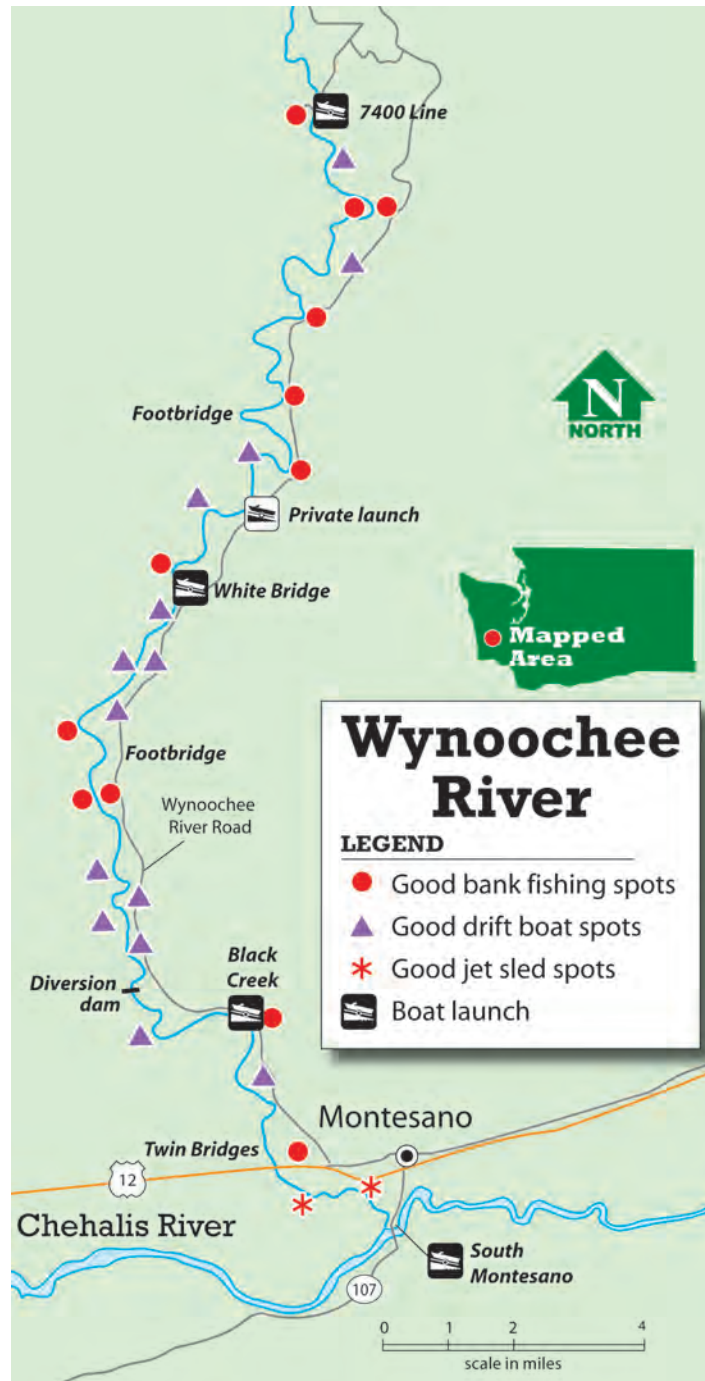 7400 Line
Footbridge
N
NORTH
Private launch
White Bridge
Mapped
Area
Footbridge
Wynoochee
River Road
Wynoochee
River
LEGEND
Good bank fishing spots
Good drift boat spots
Good jet sled spots
Boat launch
Black
Creek
Diversion
dam
Montesano
Twin Bridges
12
Chehalis River
South
Montesano
107
0 1 2 4
scale in miles